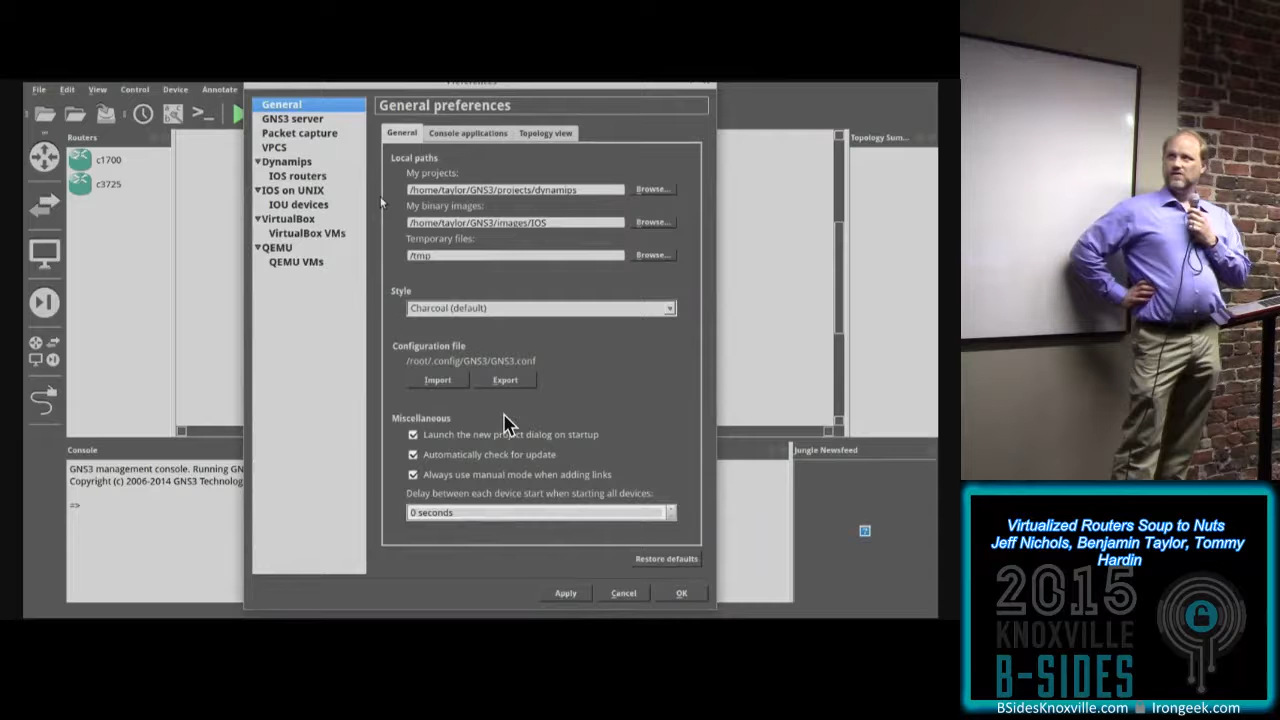 Preferences
File Edit View Control Device Annotate
Routers
c1700
c3725
General
GNS3 server
Packet capture
VPCS
Dynamips
IOS routers
IOS on UNIX
IOU devices
VirtualBox
VirtualBox VMs
QEMU
QEMU VMs
General preferences
General Console applications Topology view
Local paths
My projects:
/home/taylor/GNS3/projects/dynamips Browse...
My binary images:
/home/taylor/GNS3/images/IOS Browse...
Temporary files:
/tmp Browse...
Style
Charcoal (default)
Configuration file
/root/.config/GNS3/GNS3.conf
Import Export
Miscellaneous
Launch the new project dialog on startup
Automatically check for update
Always use manual mode when adding links
Delay between each device start when starting all devices:
0 seconds
Restore defaults
Apply Cancel OK
Topology Sum...
Console
GNS3 management console. Running GN
Copyright (c) 2006-2014 GNS3 Technolog
=>
Jungle Newsfeed
Virtualized Routers Soup to Nuts
Jeff Nichols, Benjamin Taylor, Tommy
Hardin
2015
KNOXVILLE
B-SIDES
BSidesKnoxville.com Irongeek.com